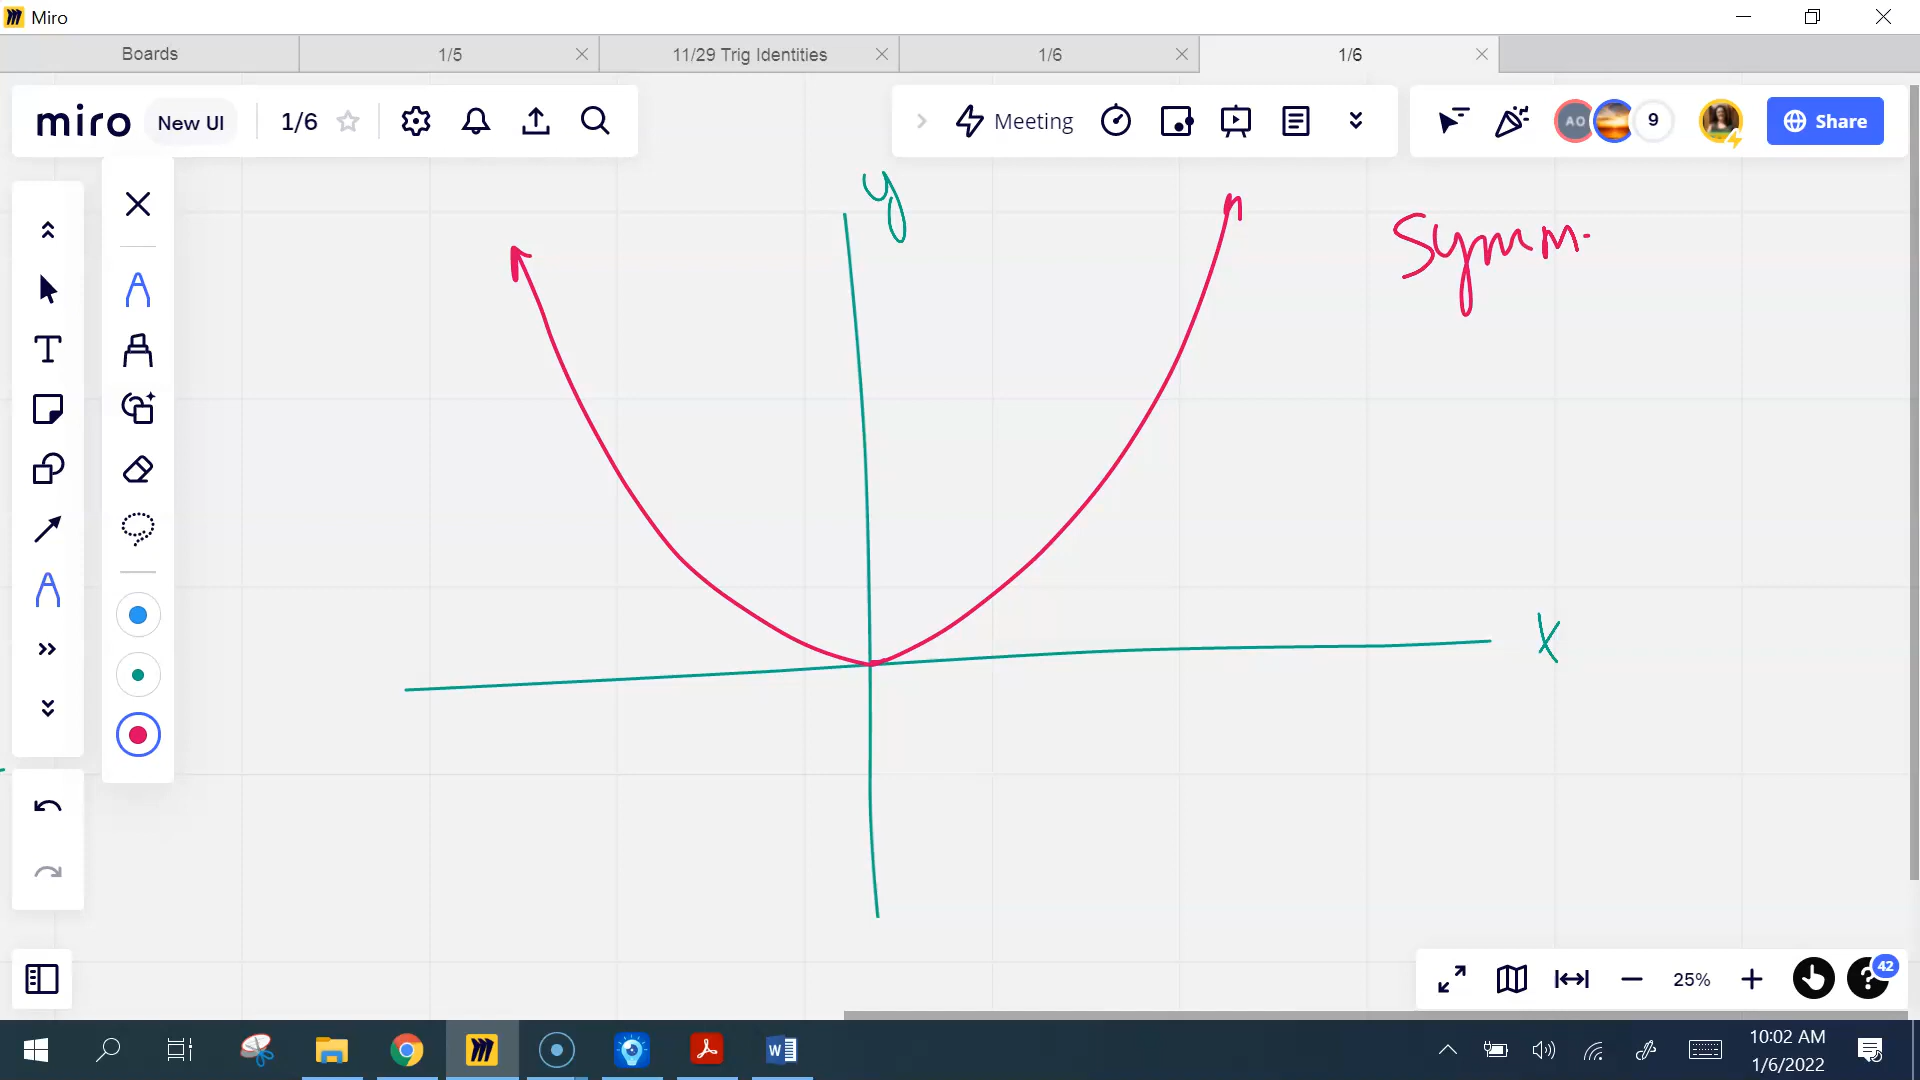 Miro
Boards
1/5
11/29 Trig Identities
1/6
1/6
miro
New UI
1/6
Meeting
AO
9
Share
y
Symm.
x
25%
42
10:02 AM
1/6/2022